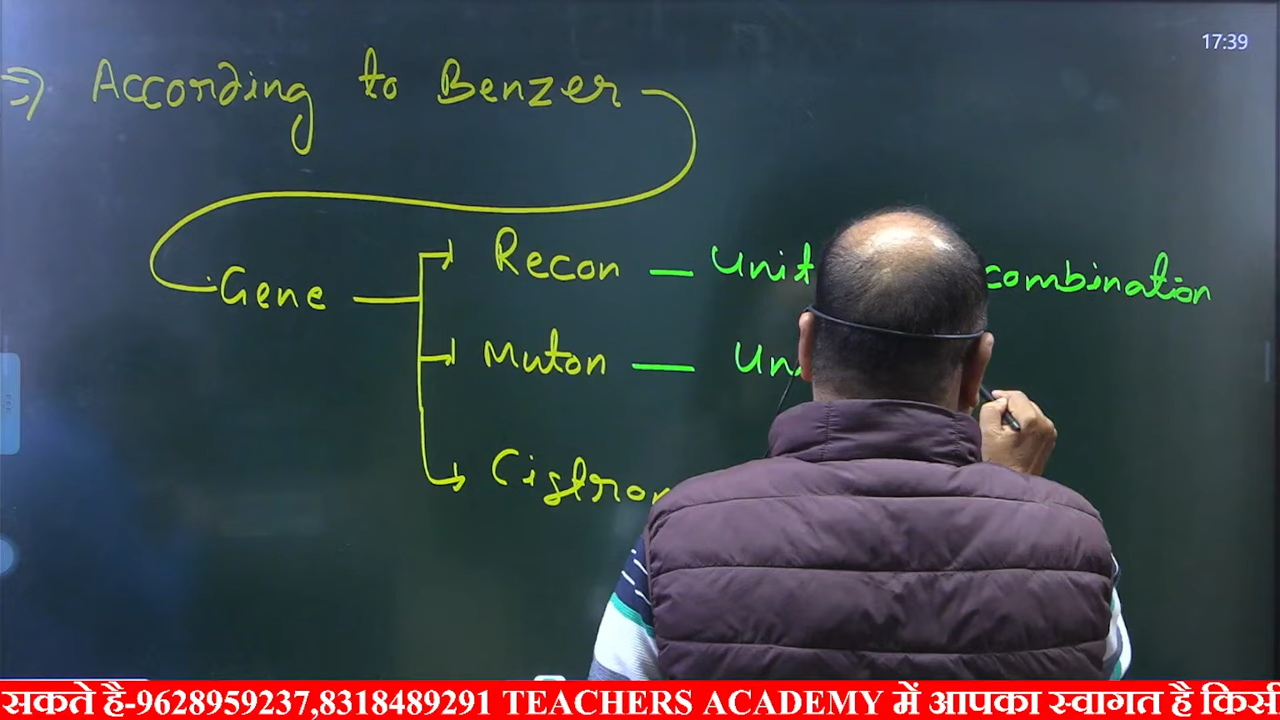 17:39
⇒ According to Benzer
Recon — Unit combination
Gene —
Muton — Un
Cistron
सकते है-9628959237,8318489291 TEACHERS ACADEMY में आपका स्वागत है किसी